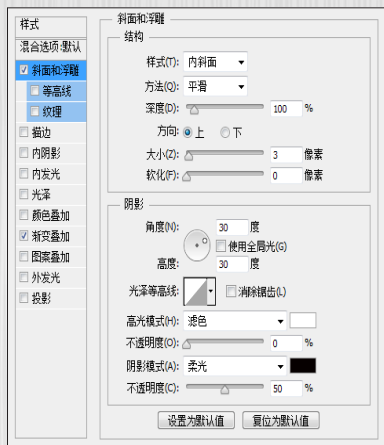 样式
混合选项:默认
斜面和浮雕
等高线
纹理
描边
内阴影
内发光
光泽
颜色叠加
渐变叠加
图案叠加
外发光
投影
斜面和浮雕
结构
样式(T): 内斜面
方法(Q): 平滑
深度(D): 100 %
方向: 上 下
大小(Z): 3 像素
软化(F): 0 像素
阴影
角度(N): 30 度
使用全局光(G)
高度: 30 度
光泽等高线: 消除锯齿(L)
高光模式(H): 滤色
不透明度(O): 0 %
阴影模式(A): 柔光
不透明度(C): 50 %
设置为默认值 复位为默认值